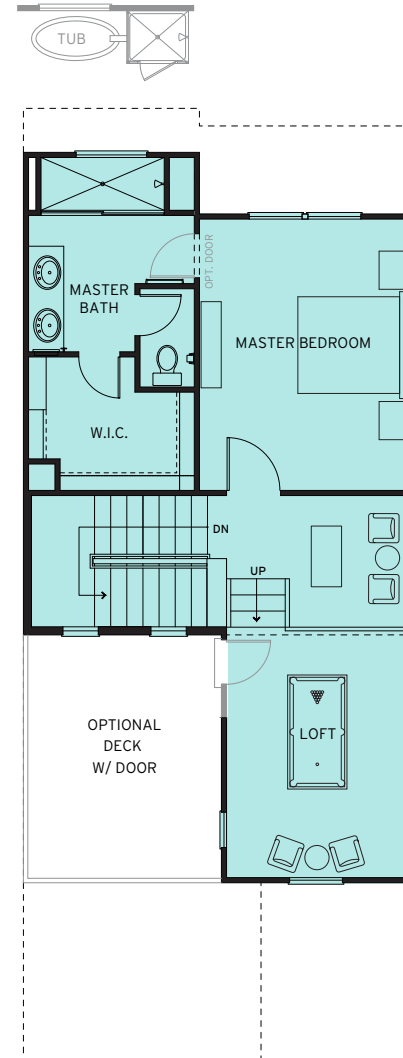 TUB
OPT. DOOR
MASTER
BATH
MASTER BEDROOM
W.I.C.
DN
UP
OPTIONAL
DECK
W/ DOOR
LOFT